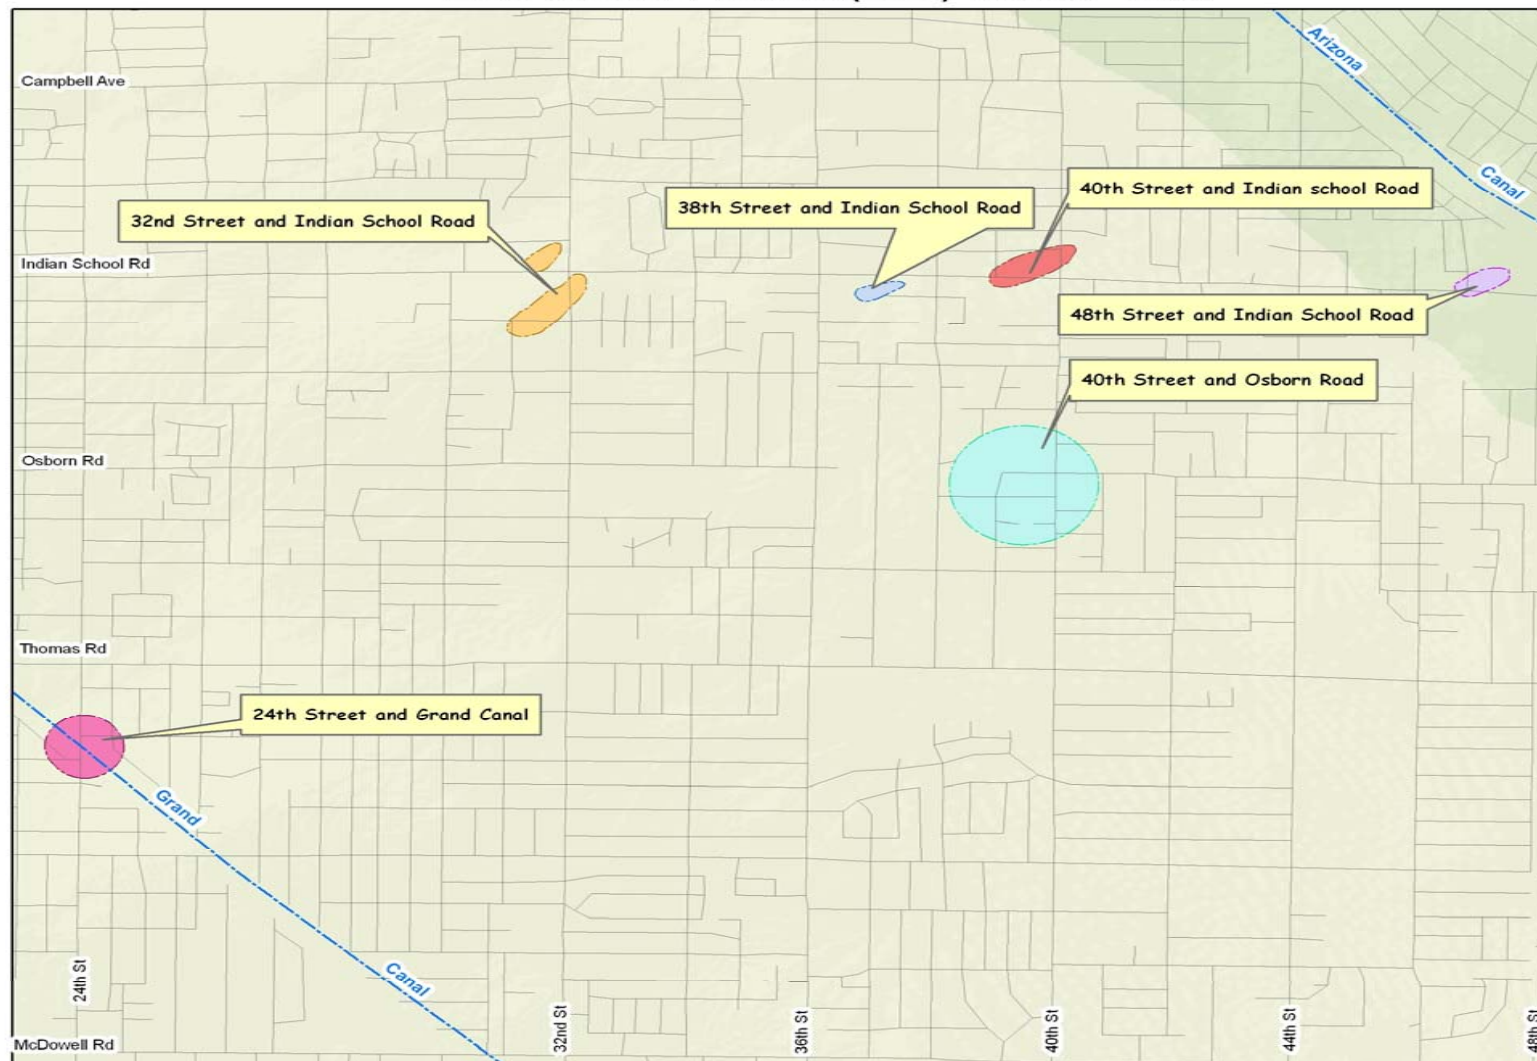 Arizona
Canal
Campbell Ave
40th Street and Indian school Road
38th Street and Indian School Road
32nd Street and Indian School Road
Indian School Rd
48th Street and Indian School Road
40th Street and Osborn Road
Osborn Rd
Thomas Rd
24th Street and Grand Canal
Grand
Canal
24th St
32nd St
36th St
40th St
44th St
48th St
McDowell Rd